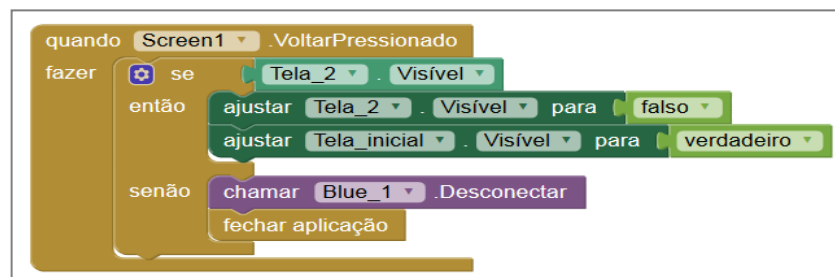 quando Screen1 .VoltarPressionado
fazer se Tela_2 . Visível
então ajustar Tela_2 . Visível para falso
ajustar Tela_inicial . Visível para verdadeiro
senão chamar Blue_1 .Desconectar
fechar aplicação